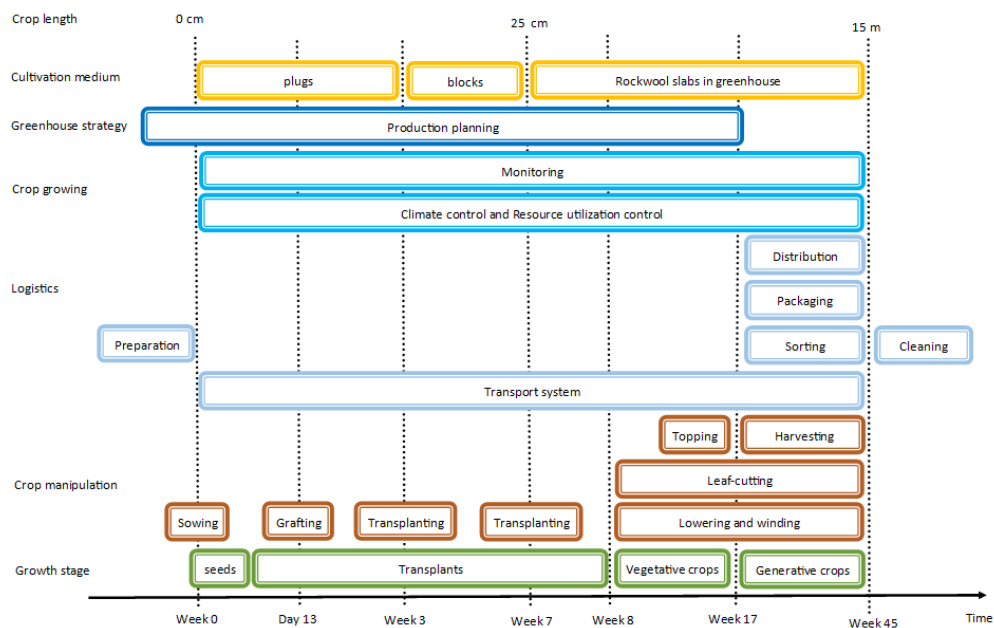 Crop length
0 cm
25 cm
15 m
Cultivation medium
plugs
blocks
Rockwool slabs in greenhouse
Greenhouse strategy
Production planning
Crop growing
Monitoring
Climate control and Resource utilization control
Logistics
Distribution
Packaging
Preparation
Sorting
Cleaning
Transport system
Topping
Harvesting
Crop manipulation
Leaf-cutting
Sowing
Grafting
Transplanting
Transplanting
Lowering and winding
Growth stage
seeds
Transplants
Vegetative crops
Generative crops
Week 0
Day 13
Week 3
Week 7
Week 8
Week 17
Week 45
Time